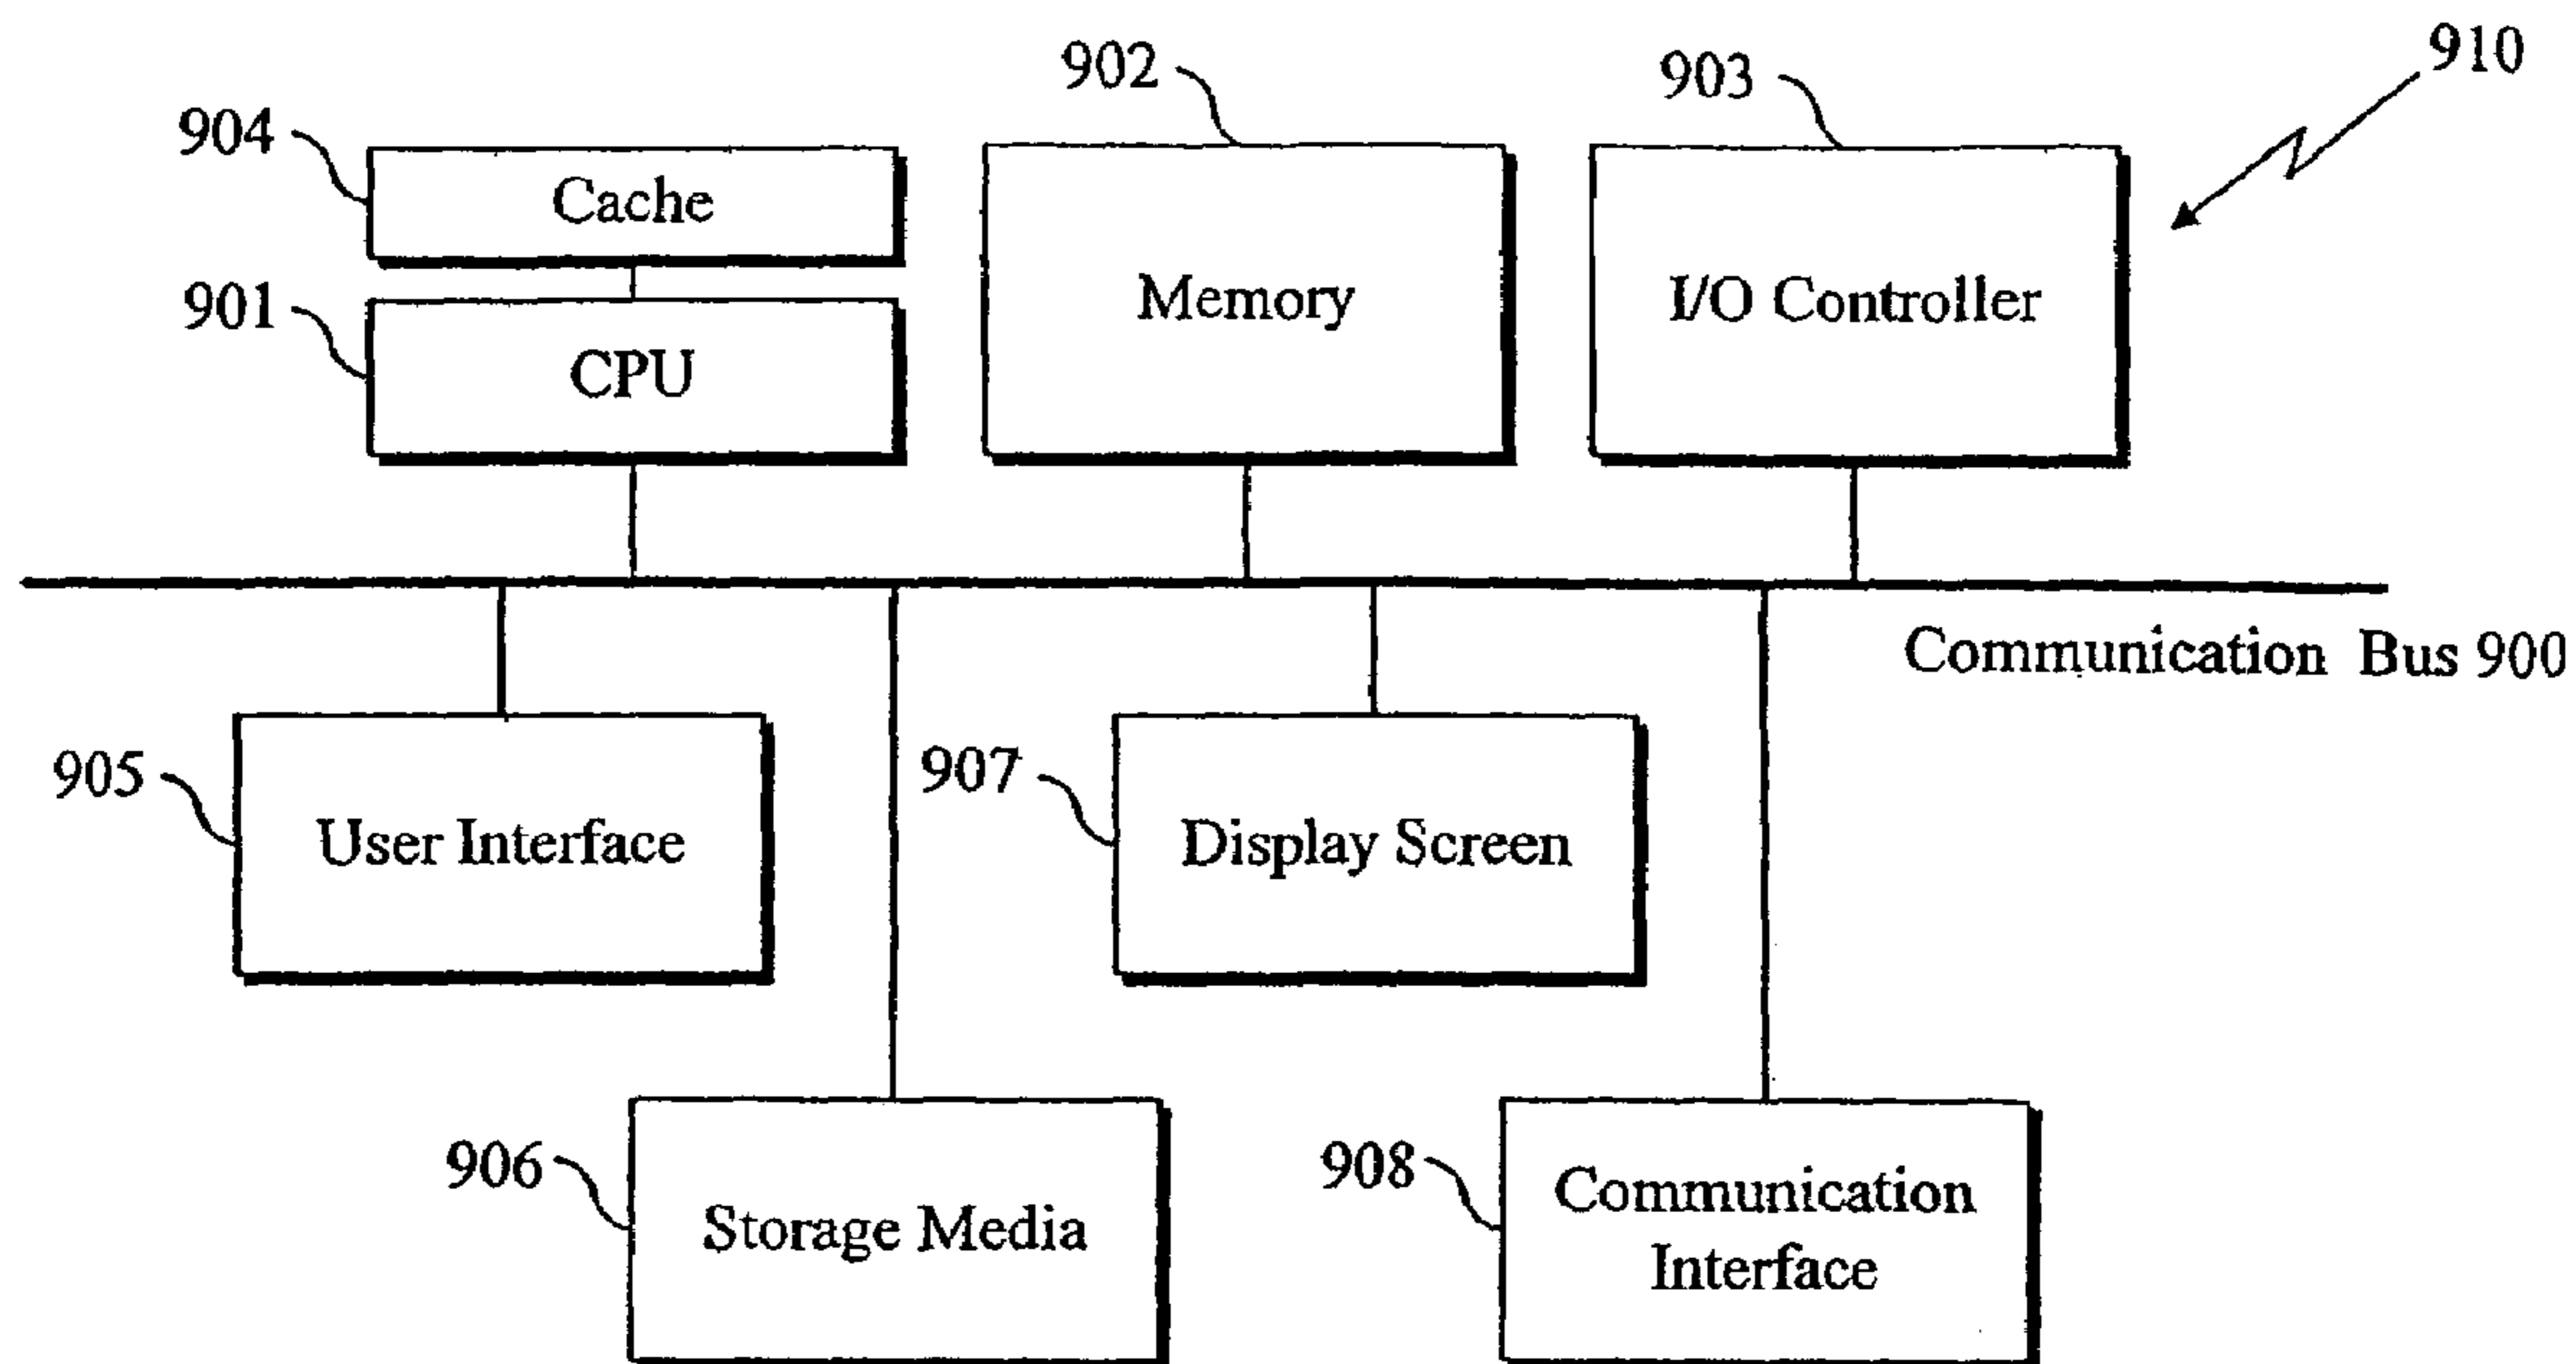 910
902
903
904
Cache
901
CPU
Memory
I/O Controller
Communication Bus 900
905
User Interface
907
Display Screen
906
Storage Media
908
Communication
Interface